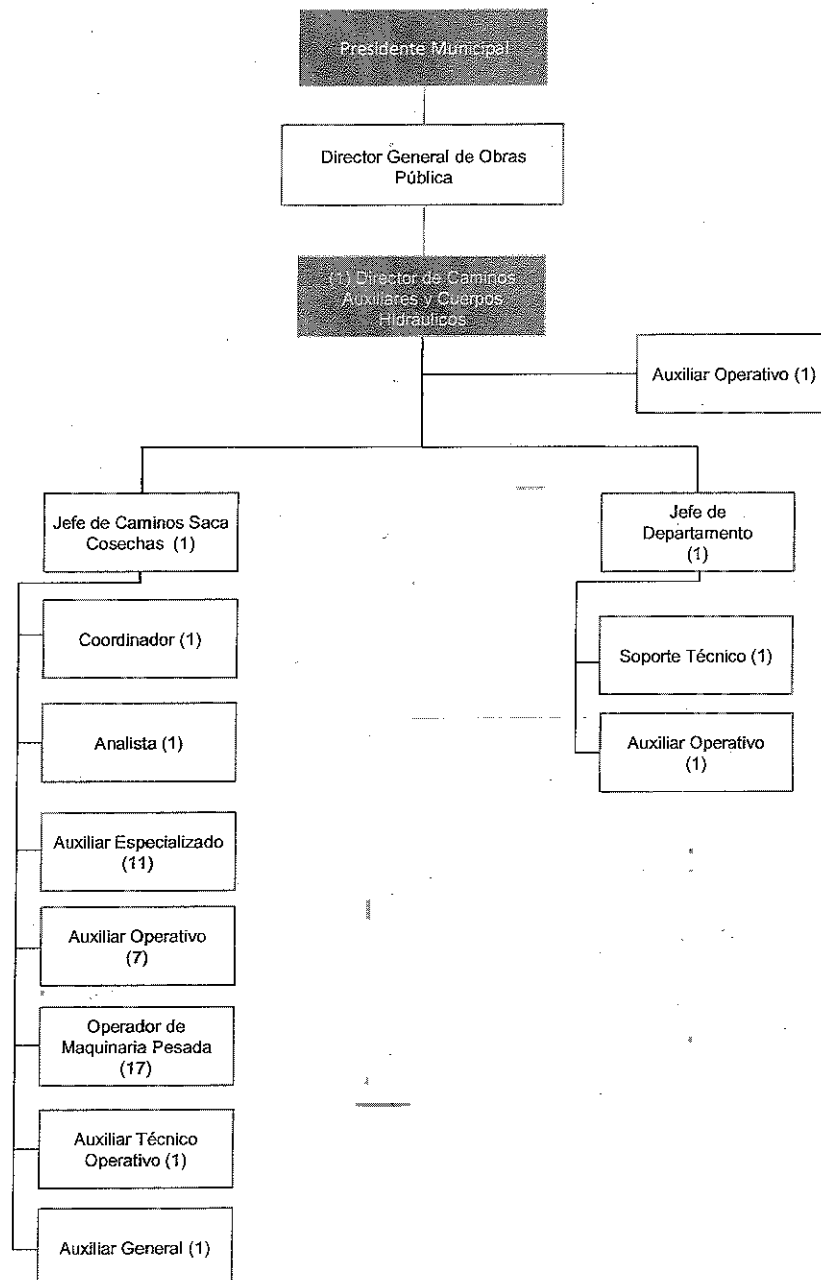 Presidente Municipal
Director General de Obras
Pública
(1) Director de Caminos
Auxiliares y Cuerpos
Hidraulicos
Auxiliar Operativo (1)
Jefe de Caminos Saca
Cosechas (1)
Coordinador (1)
Analista (1)
Auxiliar Especializado
(11)
Auxiliar Operativo
(7)
Operador de
Maquinaria Pesada
(17)
Auxiliar Técnico
Operativo (1)
Auxiliar General (1)
Jefe de
Departamento
(1)
Soporte Técnico (1)
Auxiliar Operativo
(1)